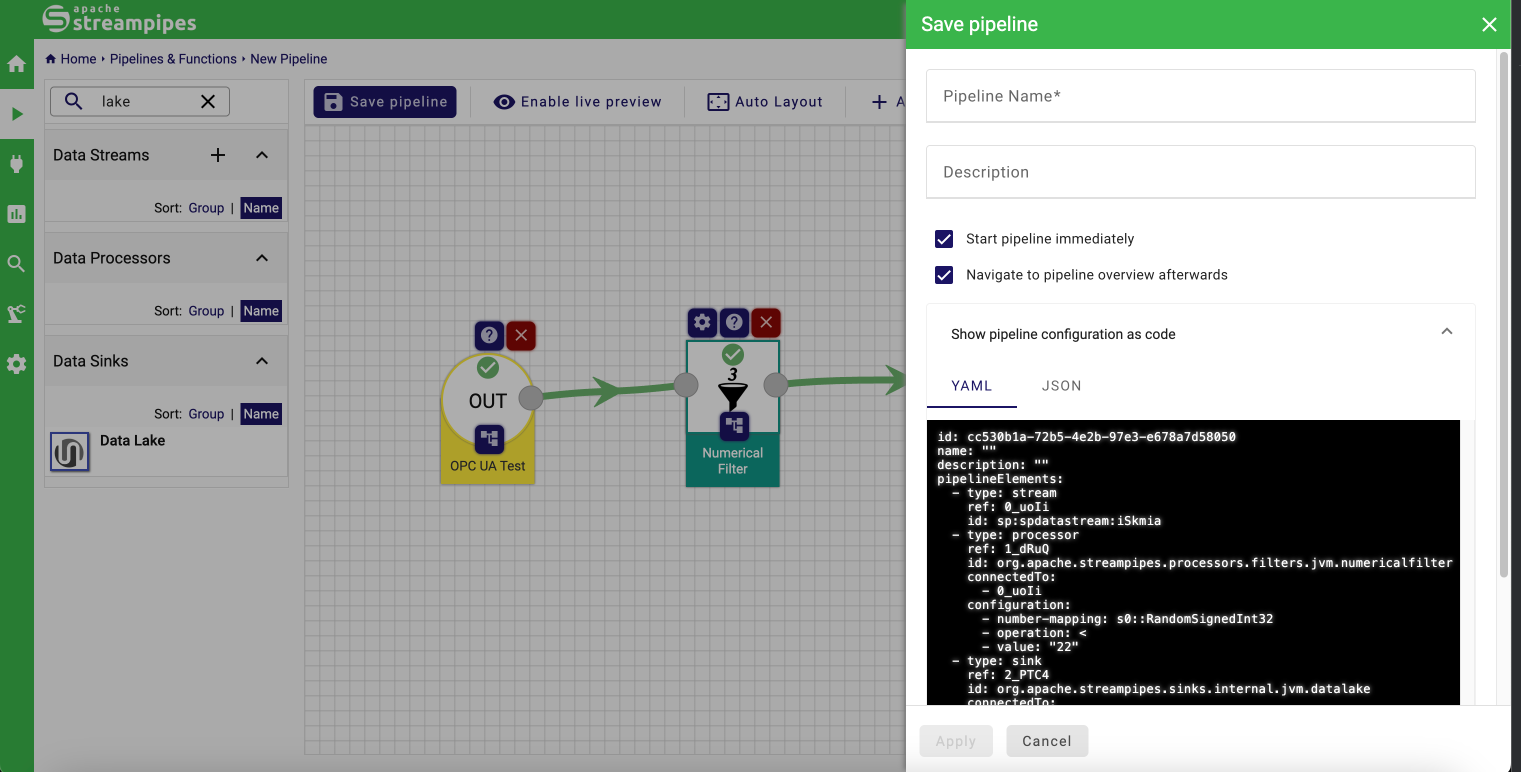 apache
streampipes
Home › Pipelines & Functions › New Pipeline
lake
Data Streams
Sort: Group | Name
Data Processors
Sort: Group | Name
Data Sinks
Sort: Group | Name
Data Lake
Save pipeline
Enable live preview
Auto Layout
A
OUT
OPC UA Test
3
Numerical
Filter
Save pipeline
Pipeline Name*
Description
Start pipeline immediately
Navigate to pipeline overview afterwards
Show pipeline configuration as code
YAML JSON
id: cc530b1a-72b5-4e2b-97e3-e678a7d58050
name: ""
description: ""
pipelineElements:
- type: stream
ref: 0_uoIi
id: sp:spdatastream:iSkmia
- type: processor
ref: 1_dRuQ
id: org.apache.streampipes.processors.filters.jvm.numericalfilter
connectedTo:
- 0_uoIi
configuration:
- number-mapping: s0::RandomSignedInt32
- operation: <
- value: "22"
- type: sink
ref: 2_PTC4
id: org.apache.streampipes.sinks.internal.jvm.datalake
connectedTo:
Apply
Cancel